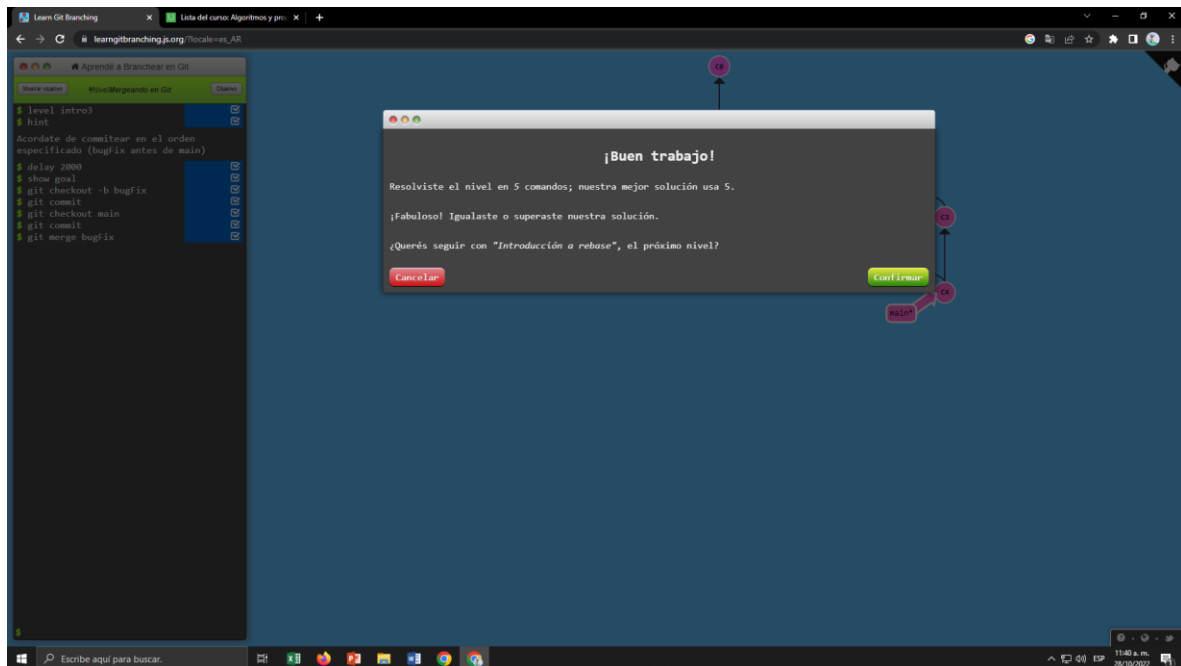 Learn Git Branching
Lista del curso: Algoritmos y pro
learngitbranching.js.org/?locale=es_AR
Aprendé a Branchear en Git
Mostrar objetivo
#NivelMergeando en Git
Objetivo
$ level intro3
$ hint
Acordate de commitear en el orden
especificado (bugFix antes de main)
$ delay 2000
$ show goal
$ git checkout -b bugFix
$ git commit
$ git checkout main
$ git commit
$ git merge bugFix
$
C0
¡Buen trabajo!
Resolviste el nivel en 5 comandos; nuestra mejor solución usa 5.
¡Fabuloso! Igualaste o superaste nuestra solución.
¿Querés seguir con "Introducción a rebase", el próximo nivel?
Cancelar
Confirmar
C3
C4
main*
Escribe aquí para buscar.
ESP
11:40 a. m.
28/10/2022